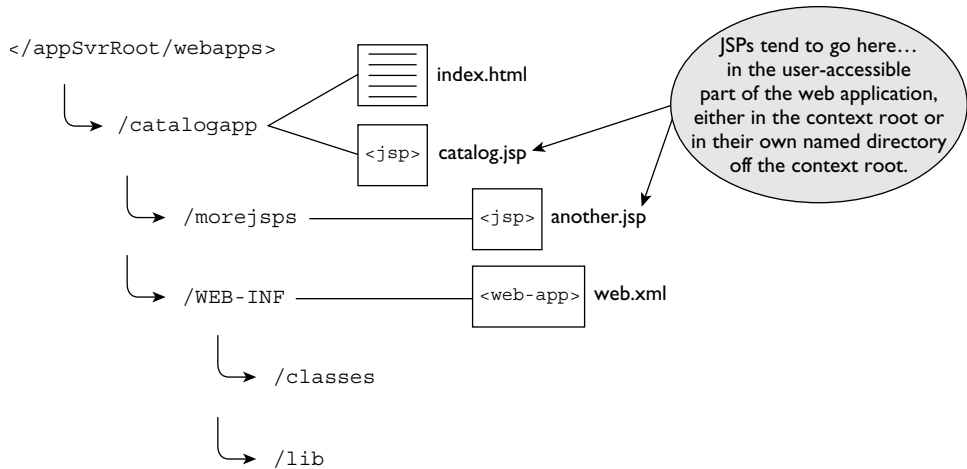 </appSvrRoot/webapps>
index.html
/catalogapp
<jsp>
catalog.jsp
JSPs tend to go here…
in the user-accessible
part of the web application,
either in the context root or
in their own named directory
off the context root.
/morejsps
<jsp>
another.jsp
/WEB-INF
<web-app>
web.xml
/classes
/lib